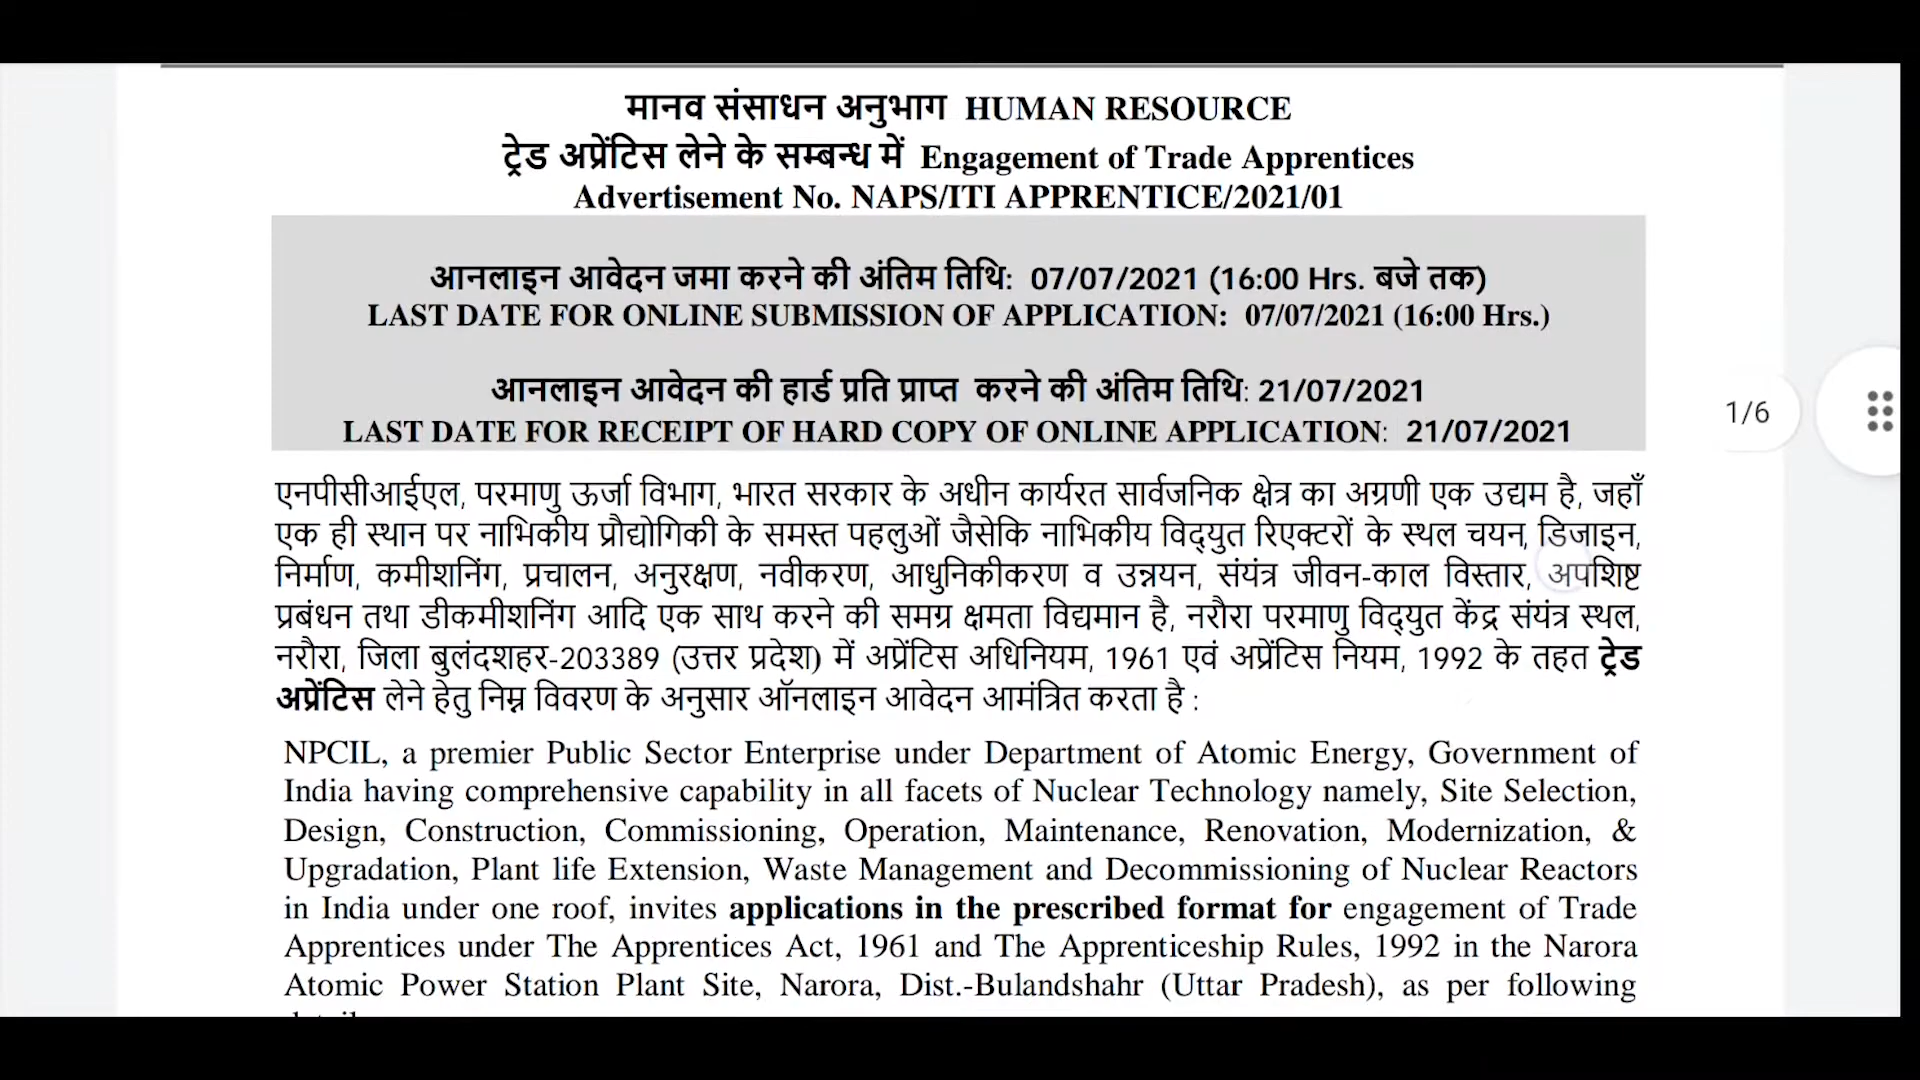 मानव संसाधन अनुभाग HUMAN RESOURCE
ट्रेड अप्रेंटिस लेने के सम्बन्ध में Engagement of Trade Apprentices
Advertisement No. NAPS/ITI APPRENTICE/2021/01
आनलाइन आवेदन जमा करने की अंतिम तिथि: 07/07/2021 (16:00 Hrs. बजे तक)
LAST DATE FOR ONLINE SUBMISSION OF APPLICATION: 07/07/2021 (16:00 Hrs.)
आनलाइन आवेदन की हार्ड प्रति प्राप्त करने की अंतिम तिथि: 21/07/2021
LAST DATE FOR RECEIPT OF HARD COPY OF ONLINE APPLICATION: 21/07/2021
1/6
एनपीसीआईएल, परमाणु ऊर्जा विभाग, भारत सरकार के अधीन कार्यरत सार्वजनिक क्षेत्र का अग्रणी एक उद्यम है, जहाँ
एक ही स्थान पर नाभिकीय प्रौद्योगिकी के समस्त पहलुओं जैसेकि नाभिकीय विद्युत रिएक्टरों के स्थल चयन, डिजाइन,
निर्माण, कमीशनिंग, प्रचालन, अनुरक्षण, नवीकरण, आधुनिकीकरण व उन्नयन, संयंत्र जीवन-काल विस्तार, अपशिष्ट
प्रबंधन तथा डीकमीशनिंग आदि एक साथ करने की समग्र क्षमता विद्यमान है, नरौरा परमाणु विद्युत केंद्र संयंत्र स्थल,
नरौरा, जिला बुलंदशहर-203389 (उत्तर प्रदेश) में अप्रेंटिस अधिनियम, 1961 एवं अप्रेंटिस नियम, 1992 के तहत ट्रेड
अप्रेंटिस लेने हेतु निम्न विवरण के अनुसार ऑनलाइन आवेदन आमंत्रित करता है :
NPCIL, a premier Public Sector Enterprise under Department of Atomic Energy, Government of
India having comprehensive capability in all facets of Nuclear Technology namely, Site Selection,
Design, Construction, Commissioning, Operation, Maintenance, Renovation, Modernization, &
Upgradation, Plant life Extension, Waste Management and Decommissioning of Nuclear Reactors
in India under one roof, invites applications in the prescribed format for engagement of Trade
Apprentices under The Apprentices Act, 1961 and The Apprenticeship Rules, 1992 in the Narora
Atomic Power Station Plant Site, Narora, Dist.-Bulandshahr (Uttar Pradesh), as per following